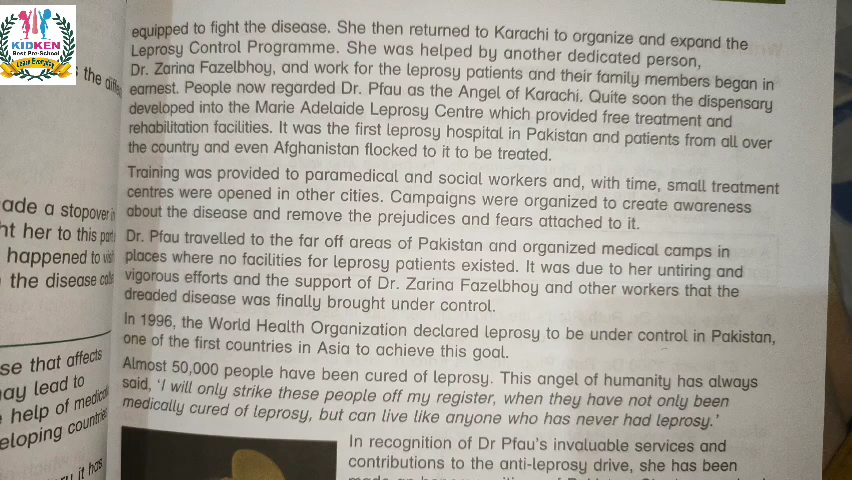 KIDKEN
Best Pre-School
Learn Everyday
equipped to fight the disease. She then returned to Karachi to organize and expand the
Leprosy Control Programme. She was helped by another dedicated person,
Dr. Zarina Fazelbhoy, and work for the leprosy patients and their family members began in
earnest. People now regarded Dr. Pfau as the Angel of Karachi. Quite soon the dispensary
developed into the Marie Adelaide Leprosy Centre which provided free treatment and
rehabilitation facilities. It was the first leprosy hospital in Pakistan and patients from all over
the country and even Afghanistan flocked to it to be treated.
Training was provided to paramedical and social workers and, with time, small treatment
centres were opened in other cities. Campaigns were organized to create awareness
about the disease and remove the prejudices and fears attached to it.
Dr. Pfau travelled to the far off areas of Pakistan and organized medical camps in
places where no facilities for leprosy patients existed. It was due to her untiring and
vigorous efforts and the support of Dr. Zarina Fazelbhoy and other workers that the
dreaded disease was finally brought under control.
In 1996, the World Health Organization declared leprosy to be under control in Pakistan,
one of the first countries in Asia to achieve this goal.
Almost 50,000 people have been cured of leprosy. This angel of humanity has always
said, 'I will only strike these people off my register, when they have not only been
medically cured of leprosy, but can live like anyone who has never had leprosy.'
In recognition of Dr Pfau's invaluable services and
contributions to the anti-leprosy drive, she has been
the
ade a stopover
ht her to this
happened to
the disease
se that affects
ay lead to
help of
eloping
it has